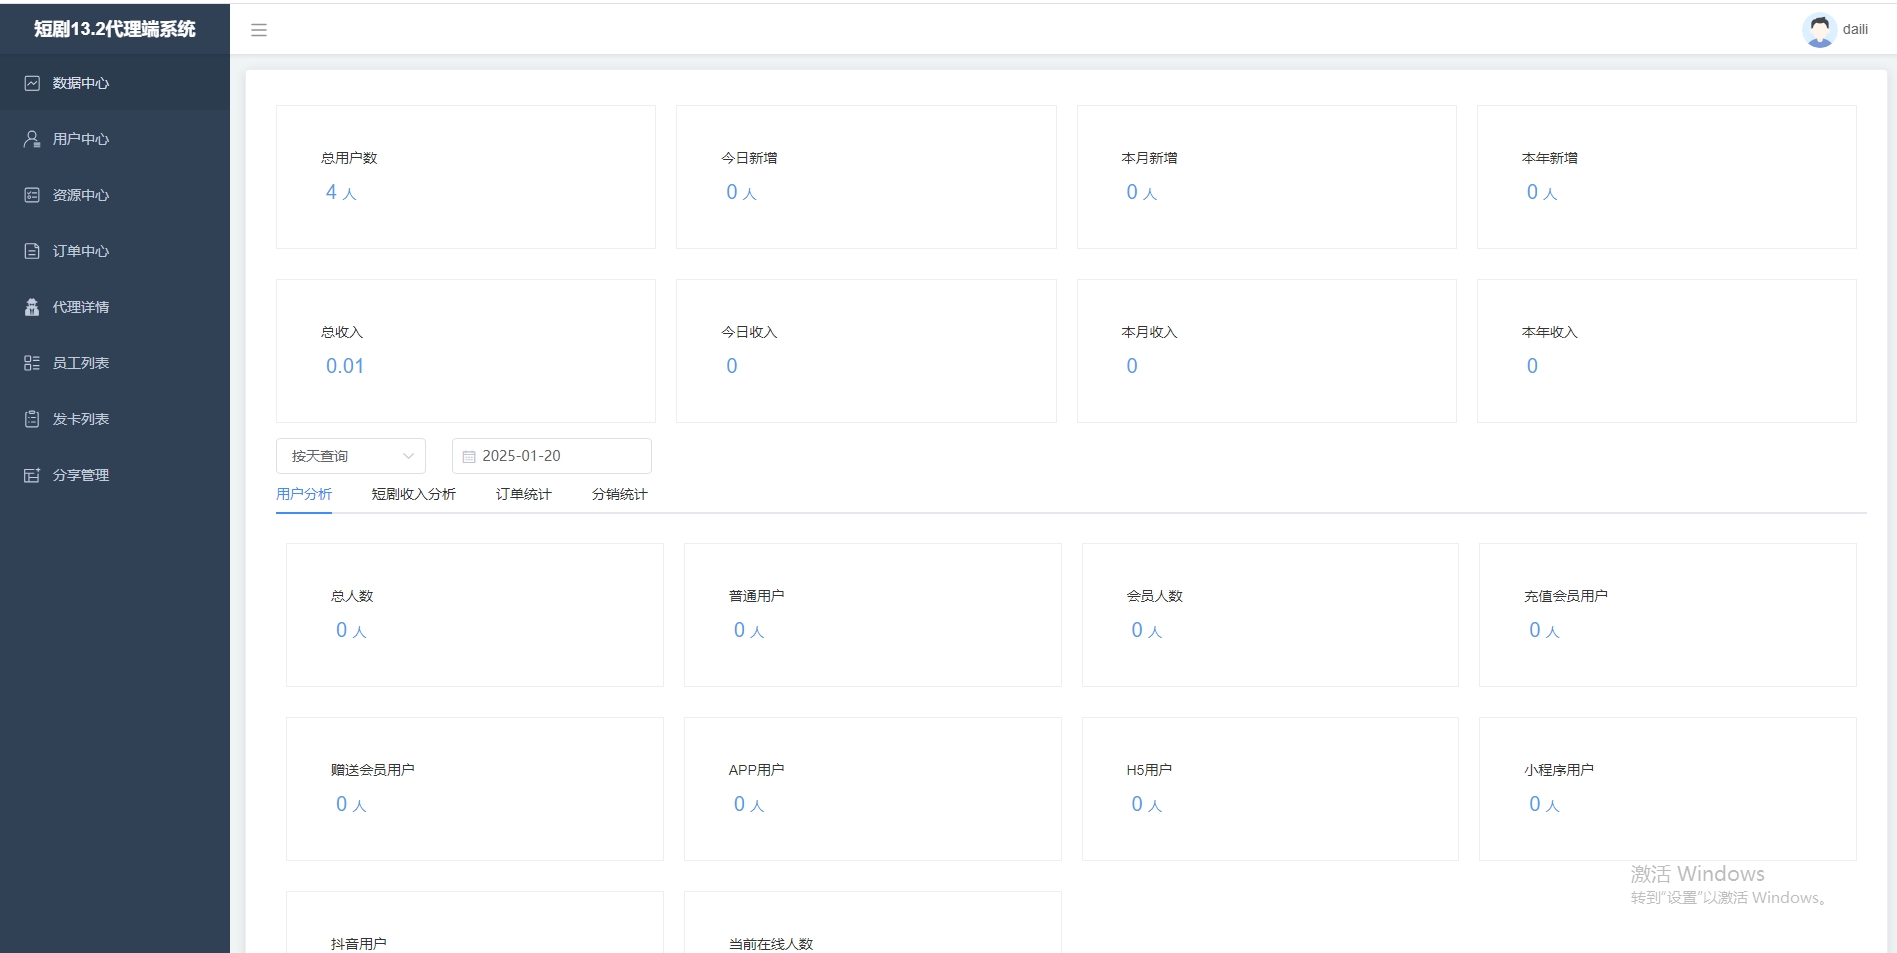 短剧13.2代理端系统
daili
数据中心
用户中心
资源中心
订单中心
代理详情
员工列表
发卡列表
分享管理
总用户数
4 人
今日新增
0 人
本月新增
0 人
本年新增
0 人
总收入
0.01
今日收入
0
本月收入
0
本年收入
0
按天查询
2025-01-20
用户分析
短剧收入分析
订单统计
分销统计
总人数
0 人
普通用户
0 人
会员人数
0 人
充值会员用户
0 人
赠送会员用户
0 人
APP用户
0 人
H5用户
0 人
小程序用户
0 人
抖音用户
当前在线人数
激活 Windows
转到“设置”以激活 Windows。